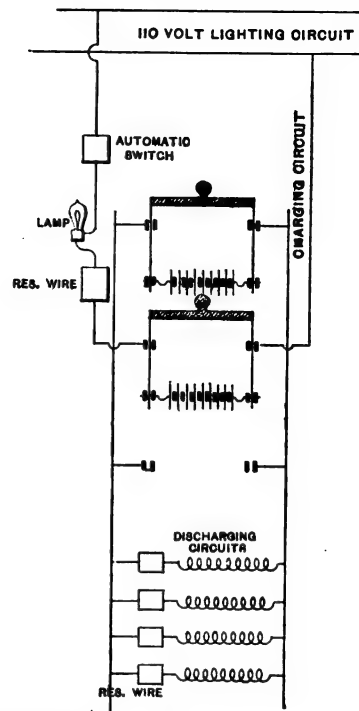 110 VOLT LIGHTING CIRCUIT
AUTOMATIC
SWITCH
CHARGING CIRCUIT
LAMP
RES. WIRE
DISCHARGING
CIRCUITS
RES. WIRE